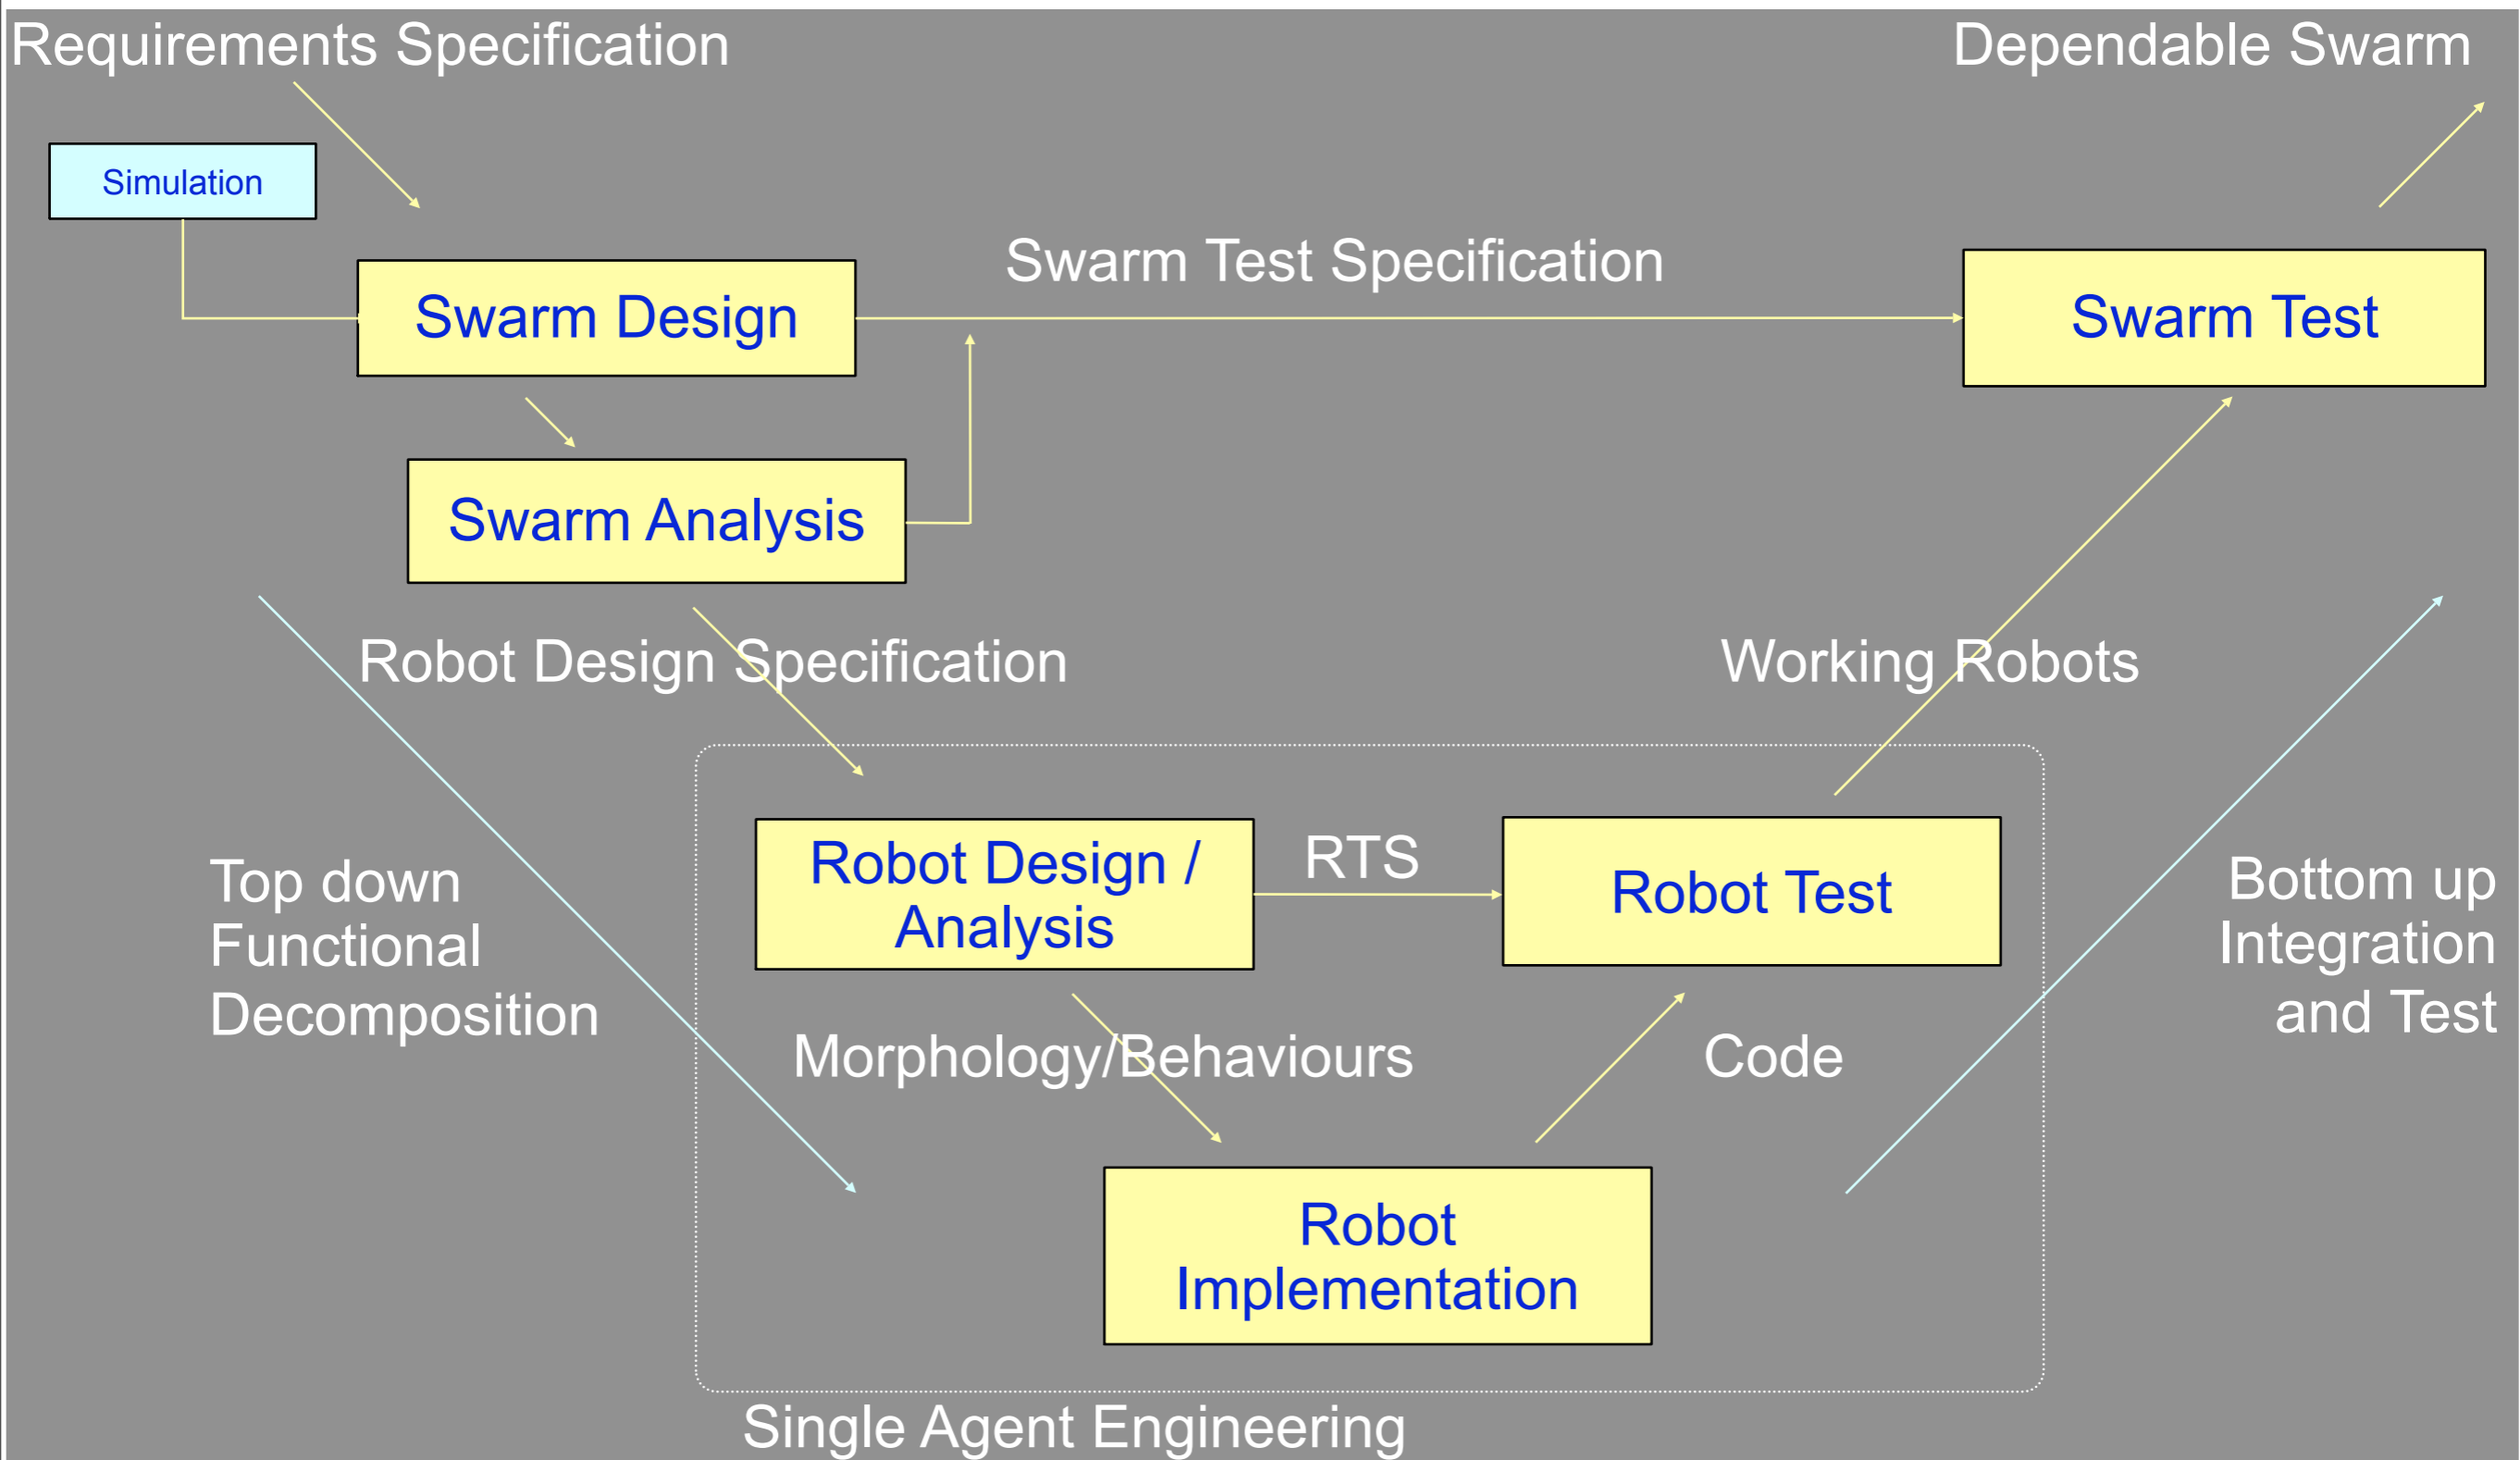 Requirements Specification
Dependable Swarm
Simulation
Swarm Test Specification
Swarm Design
Swarm Test
Swarm Analysis
Robot Design Specification
Working Robots
Robot Design /
Analysis
RTS
Robot Test
Top down
Functional
Decomposition
Bottom up
Integration
and Test
Morphology/Behaviours
Code
Robot
Implementation
Single Agent Engineering